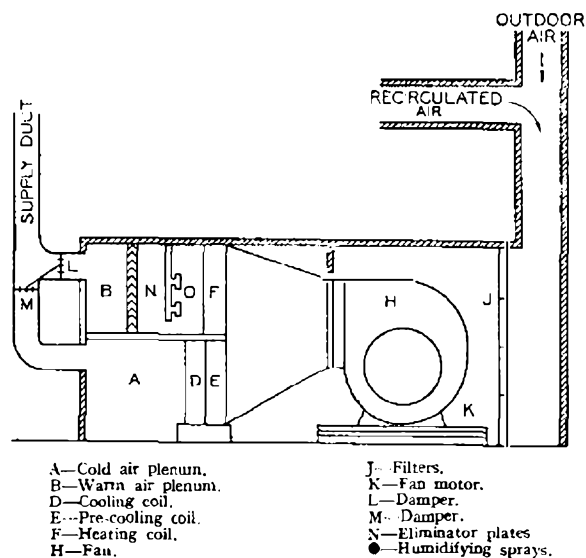 OUTDOOR
AIR
RECIRCULATED
AIR
SUPPLY DUCT
L
M
B
N
O
F
H
J
A
D
E
K
A—Cold air plenum.
B—Warm air plenum.
D—Cooling coil.
E—Pre-cooling coil.
F—Heating coil.
H—Fan.
J—Filters.
K—Fan motor.
L—Damper.
M—Damper.
N—Eliminator plates
●—Humidifying sprays.